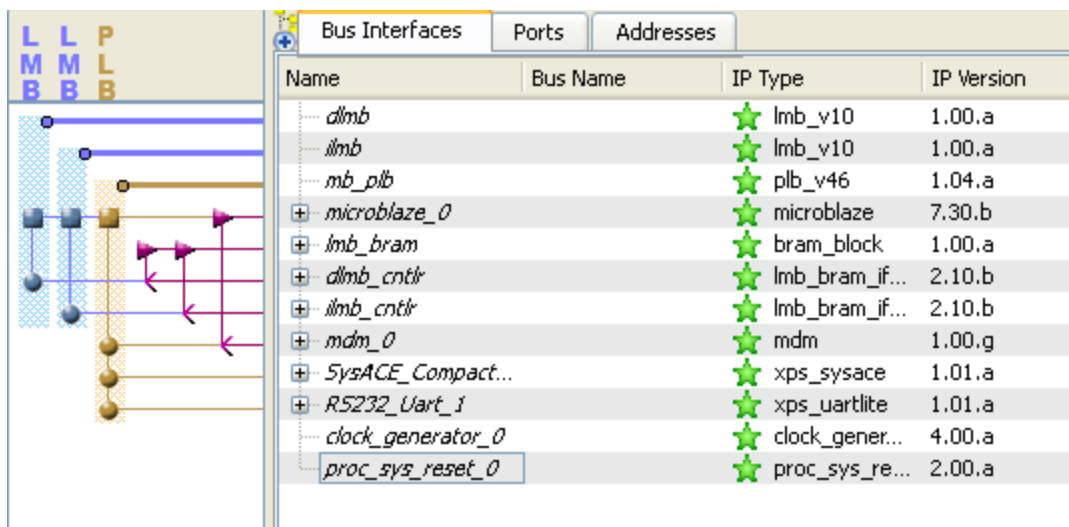 L L P
M M L
B B B
Bus Interfaces Ports Addresses
Name Bus Name IP Type IP Version
dlmb lmb_v10 1.00.a
ilmb lmb_v10 1.00.a
mb_plb plb_v46 1.04.a
microblaze_0 microblaze 7.30.b
lmb_bram bram_block 1.00.a
dlmb_cntlr lmb_bram_if... 2.10.b
ilmb_cntlr lmb_bram_if... 2.10.b
mdm_0 mdm 1.00.g
SysACE_Compact... xps_sysace 1.01.a
RS232_Uart_1 xps_uartlite 1.01.a
clock_generator_0 clock_gener... 4.00.a
proc_sys_reset_0 proc_sys_re... 2.00.a